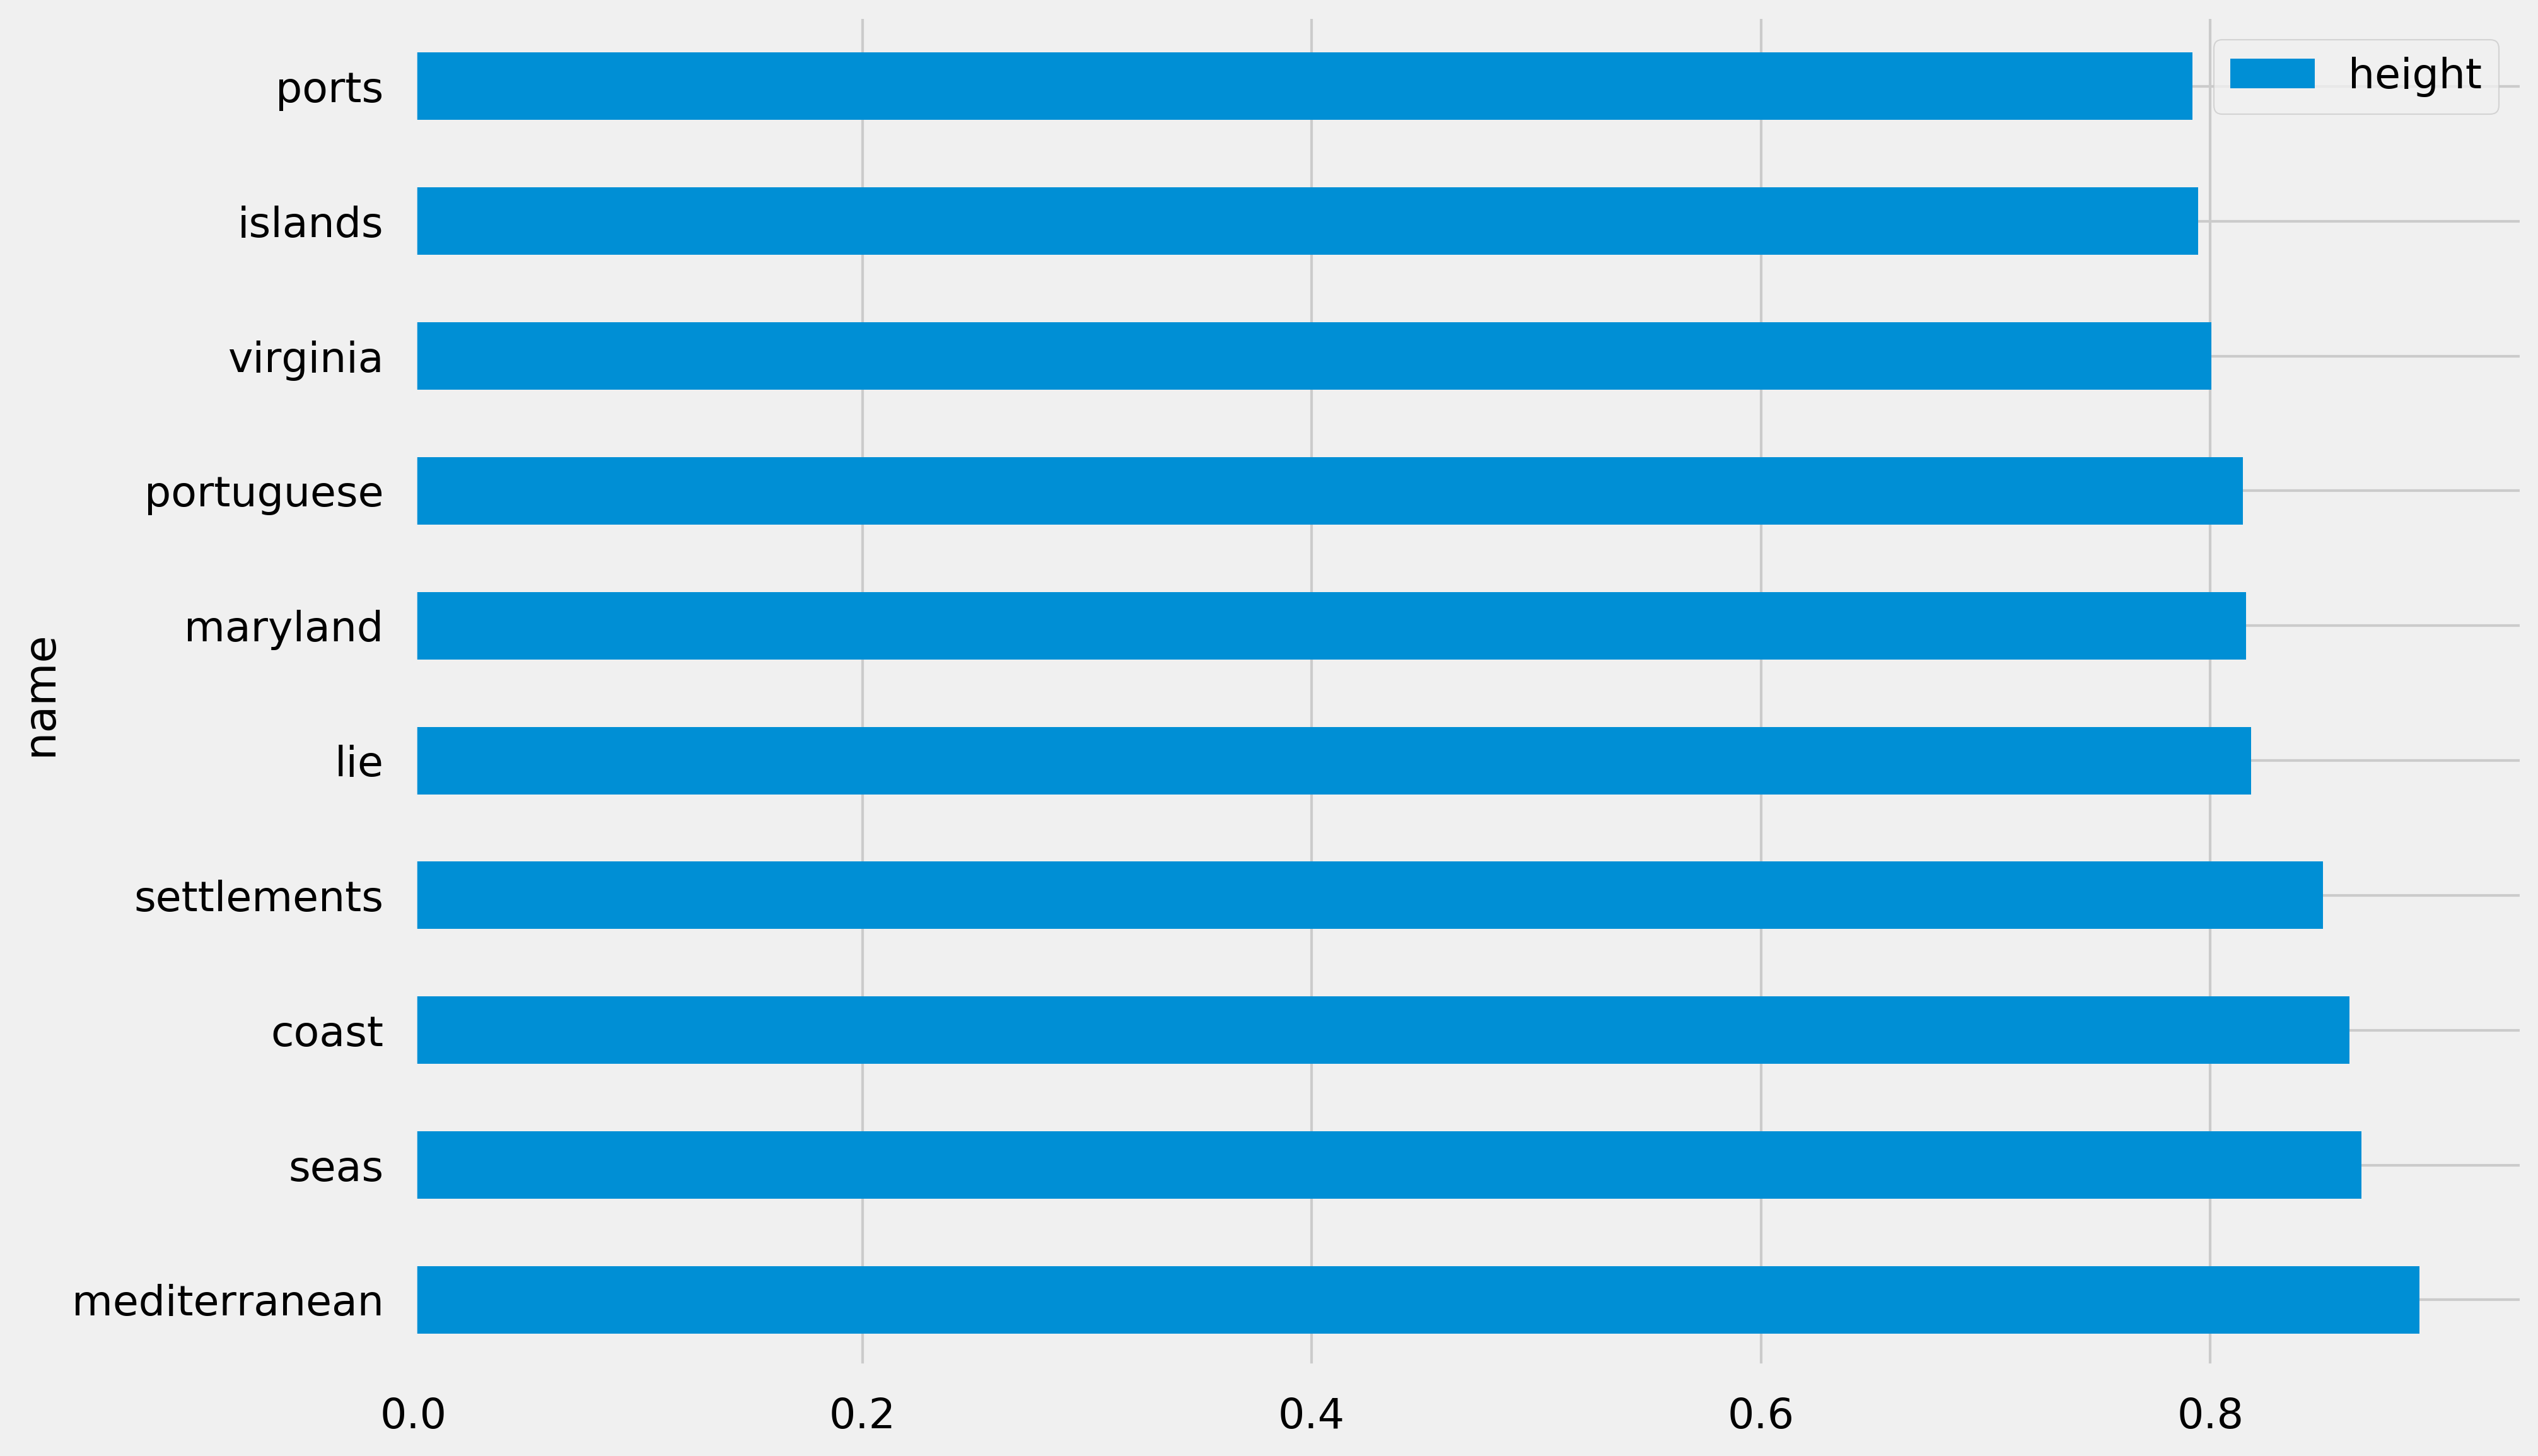 height
ports
islands
virginia
portuguese
maryland
lie
settlements
coast
seas
mediterranean
name
0.0 0.2 0.4 0.6 0.8